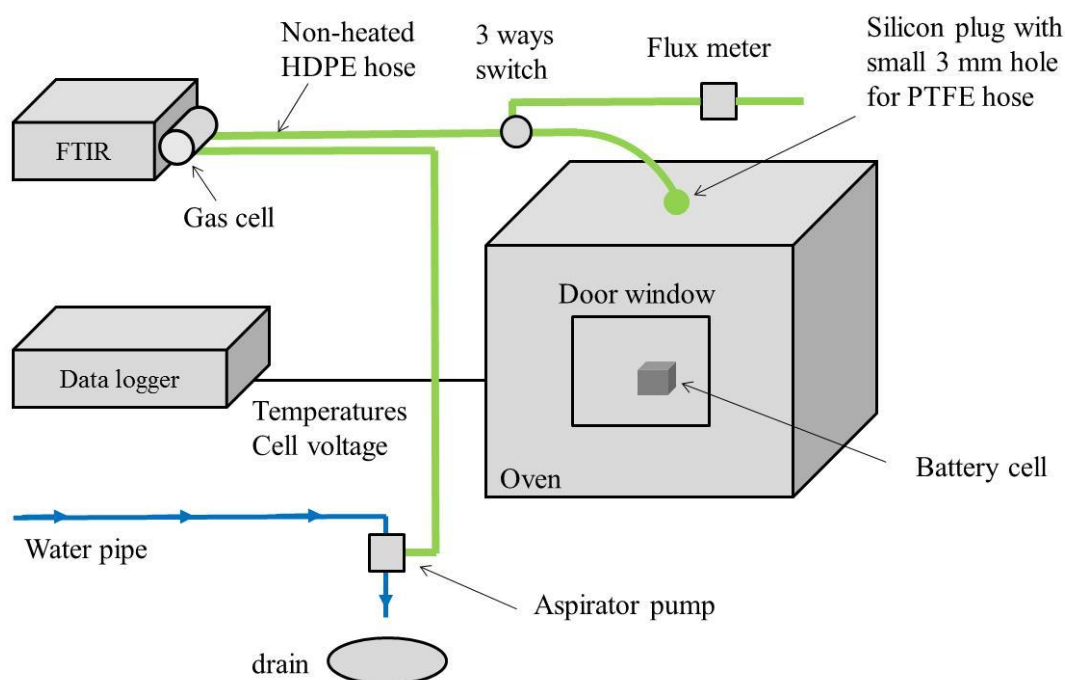 Non-heated
HDPE hose
3 ways
switch
Flux meter
Silicon plug with
small 3 mm hole
for PTFE hose
FTIR
Gas cell
Door window
Data logger
Temperatures
Cell voltage
Battery cell
Oven
Water pipe
Aspirator pump
drain